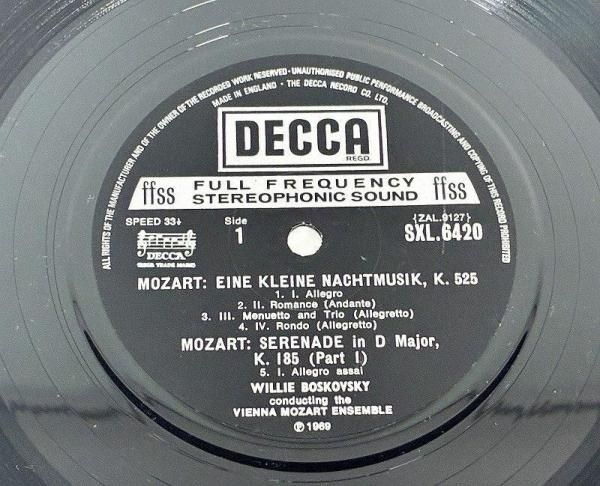 ALL RIGHTS OF THE MANUFACTURER AND OF THE OWNER OF THE RECORDED WORK RESERVED · UNAUTHORISED PUBLIC PERFORMANCE BROADCASTING AND COPYING OF THIS RECORD PROHIBITED
MADE IN ENGLAND · THE DECCA RECORD CO. LTD.
DECCA
REGD.
ffss FULL FREQUENCY STEREOPHONIC SOUND ffss
SPEED 33⅓ Side 1 {ZAL.9127} SXL.6420
DECCA
TRADE MARK
MOZART: EINE KLEINE NACHTMUSIK, K. 525
1. I. Allegro
2. II. Romance (Andante)
3. III. Menuetto and Trio (Allegretto)
4. IV. Rondo (Allegretto)
MOZART: SERENADE in D Major,
K. 185 (Part 1)
5. I. Allegro assai
WILLIE BOSKOVSKY
conducting the
VIENNA MOZART ENSEMBLE
℗ 1969